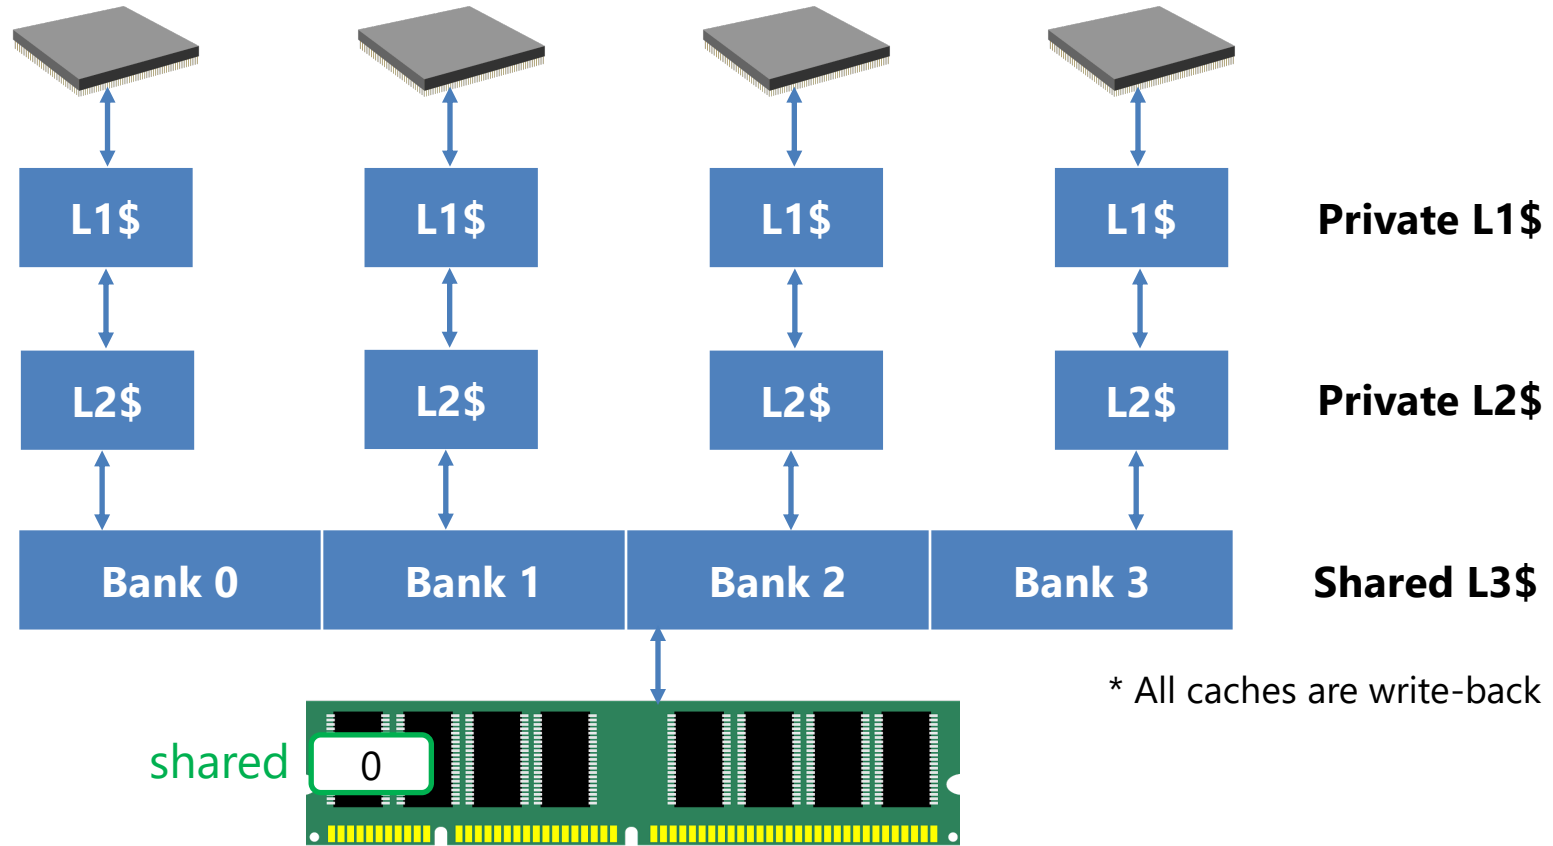 L1$ L1$ L1$ L1$ Private L1$
L2$ L2$ L2$ L2$ Private L2$
Bank 0 Bank 1 Bank 2 Bank 3 Shared L3$
* All caches are write-back
shared 0